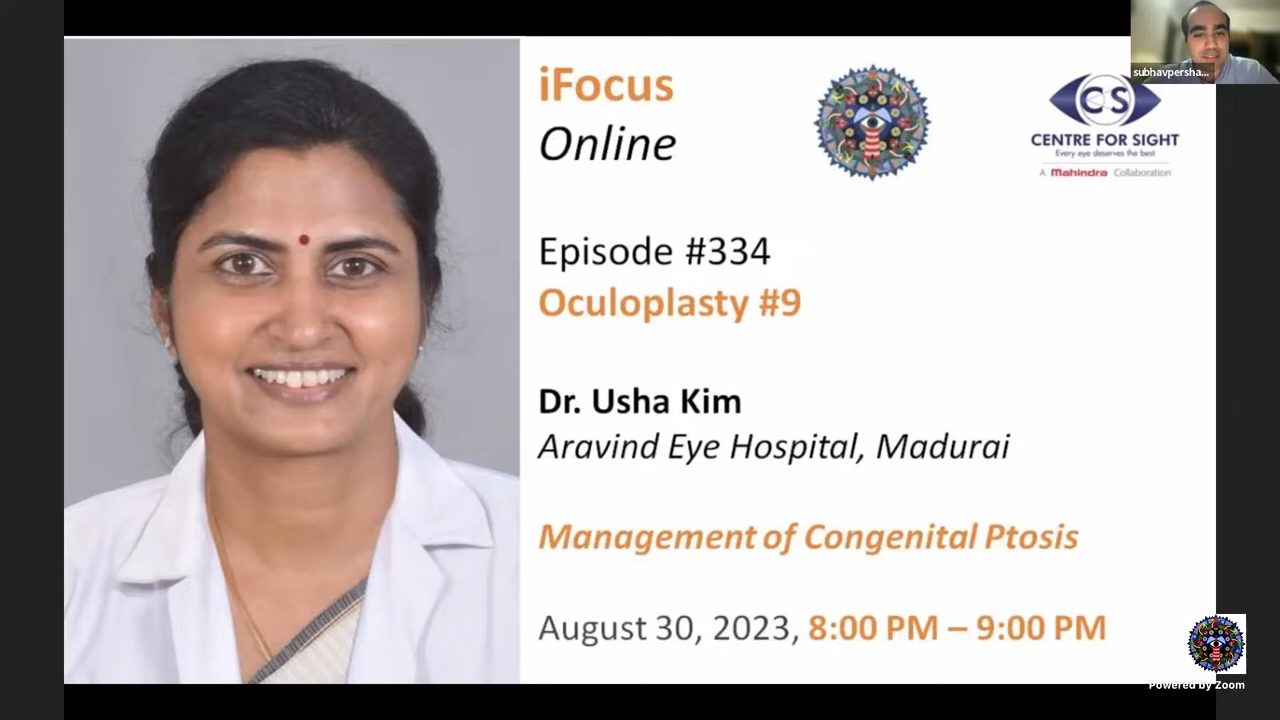 iFocus
Online
subhavpersha...
CS
CENTRE FOR SIGHT
Every eye deserves the best
A Mahindra Collaboration
Episode #334
Oculoplasty #9
Dr. Usha Kim
Aravind Eye Hospital, Madurai
Management of Congenital Ptosis
August 30, 2023, 8:00 PM – 9:00 PM
Powered by Zoom